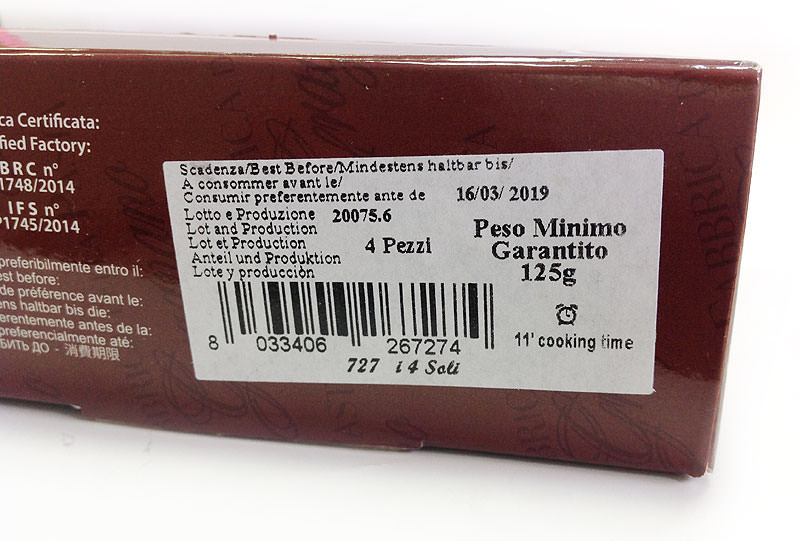 ca Certificata:
fied Factory:
BRC n°
1748/2014
IFS n°
P1745/2014
preferibilmente entro il:
est before:
de préférence avant le:
ens haltbar bis die:
erentemente antes de la:
preferencialmente até:
БИТЬ ДО - 消費期限
Scadenza/Best Before/Mindestens haltbar bis/
A consommer avant le/
Consumir preferentemente ante de 16/03/ 2019
Lotto e Produzione 20075.6
Lot and Production
Lot et Production
Anteil und Produktion
Lote y producciòn
4 Pezzi
Peso Minimo
Garantito
125g
11' cooking time
8 033406 267274
727 i 4 Soli